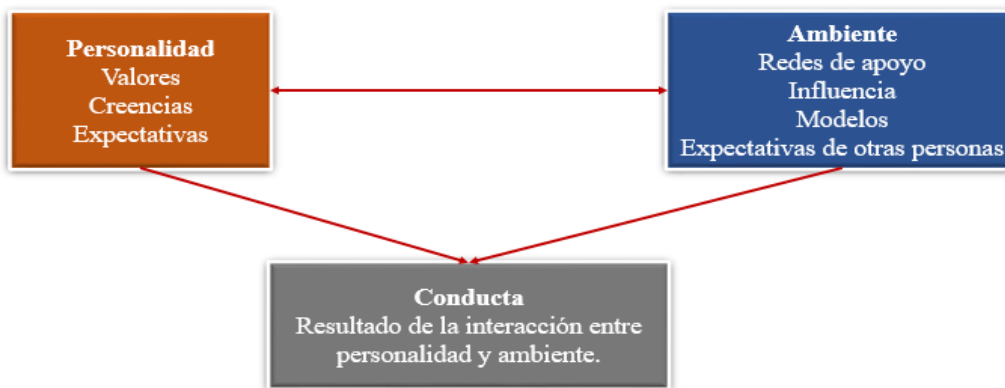 Personalidad
Valores
Creencias
Expectativas
Ambiente
Redes de apoyo
Influencia
Modelos
Expectativas de otras personas
Conducta
Resultado de la interacción entre
personalidad y ambiente.